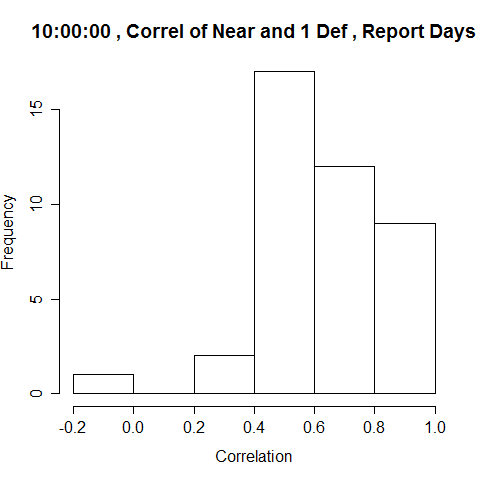 10:00:00 , Correl of Near and 1 Def , Report Days
Frequency
15
10
5
0
-0.2 0.0 0.2 0.4 0.6 0.8 1.0
Correlation